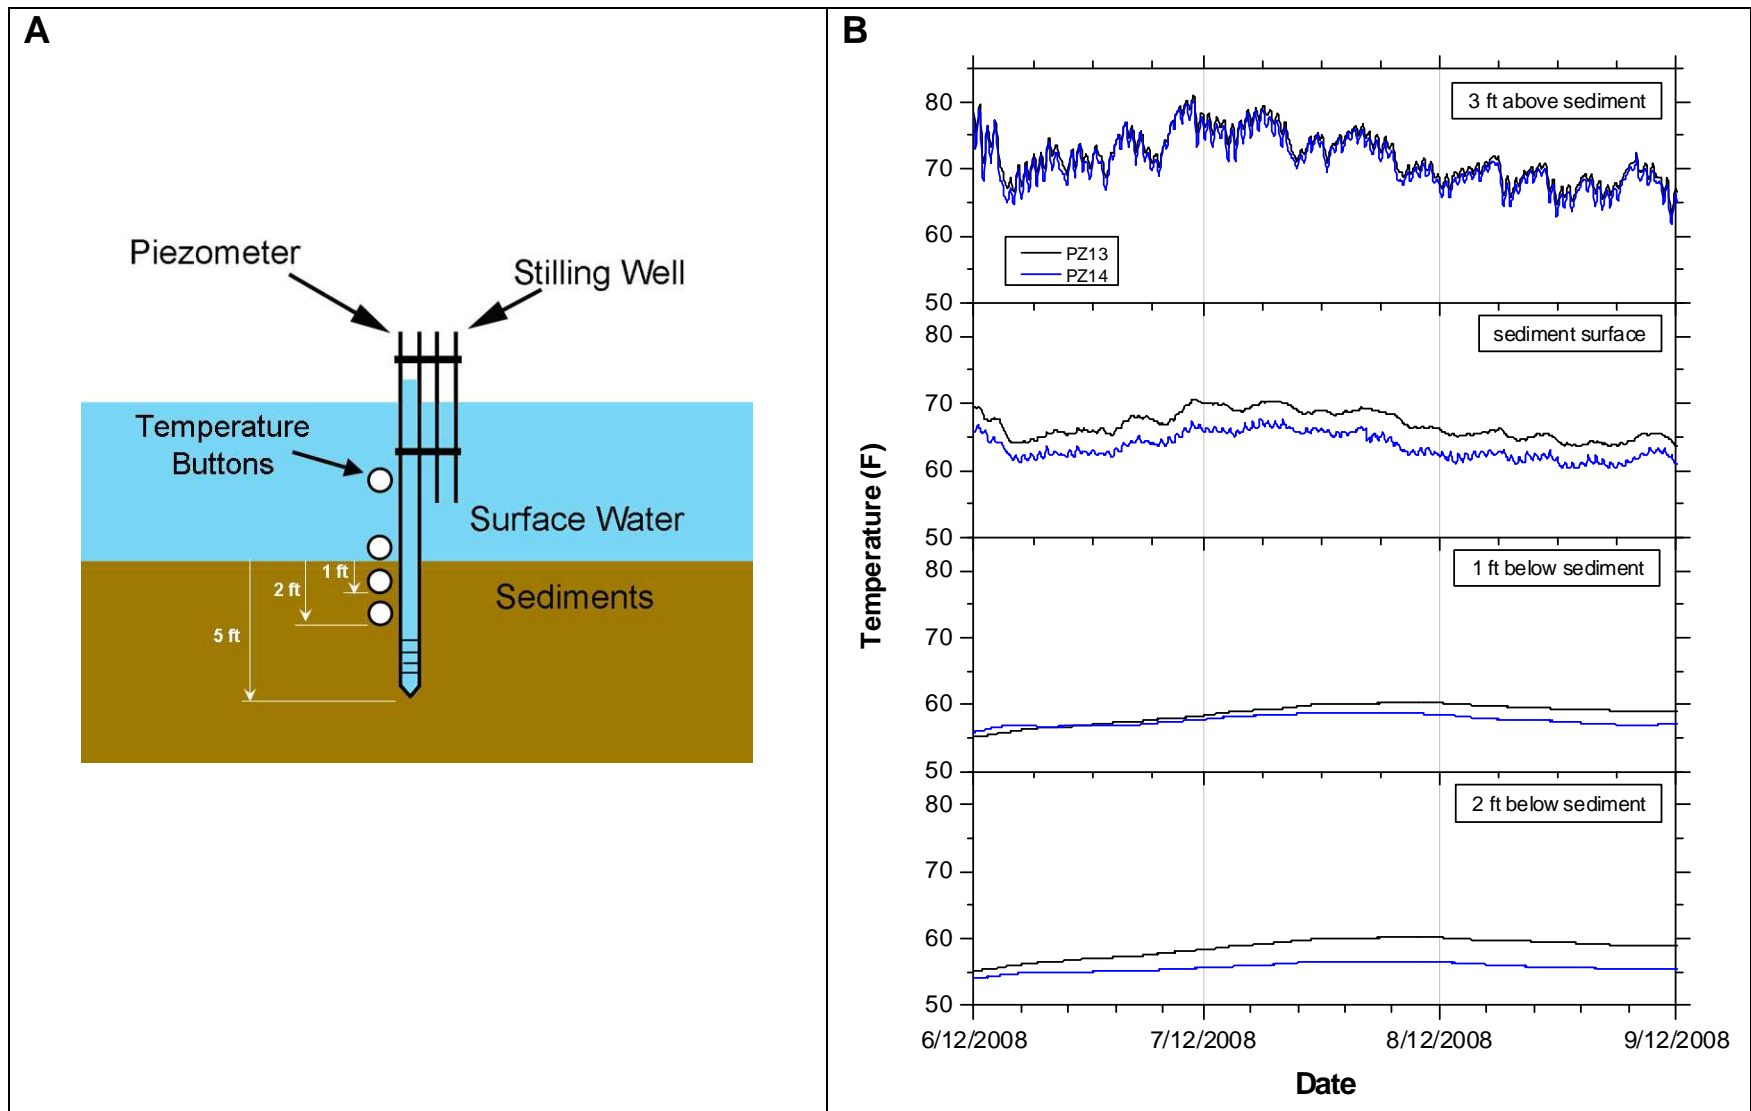 A
Piezometer
Stilling Well
Temperature
Buttons
Surface Water
1 ft
2 ft
Sediments
5 ft
B
3 ft above sediment
80
70
60
50
PZ13
PZ14
sediment surface
80
70
60
50
1 ft below sediment
80
70
60
50
2 ft below sediment
80
70
60
50
Temperature (F)
6/12/2008
7/12/2008
8/12/2008
9/12/2008
Date